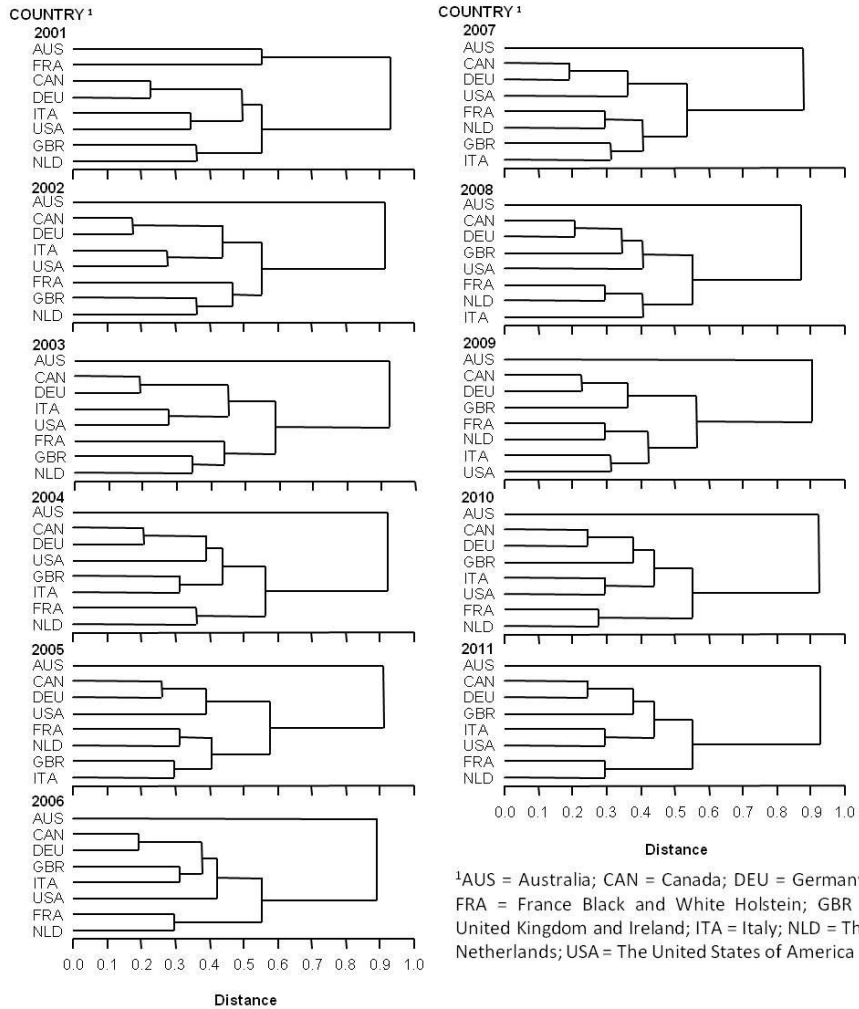 COUNTRY ¹
2001
AUS
FRA
CAN
DEU
ITA
USA
GBR
NLD
2002
AUS
CAN
DEU
ITA
USA
FRA
GBR
NLD
2003
AUS
CAN
DEU
ITA
USA
FRA
GBR
NLD
2004
AUS
CAN
DEU
USA
GBR
ITA
FRA
NLD
2005
AUS
CAN
DEU
USA
FRA
NLD
GBR
ITA
2006
AUS
CAN
DEU
GBR
ITA
USA
FRA
NLD
0.0 0.1 0.2 0.3 0.4 0.5 0.6 0.7 0.8 0.9 1.0
Distance
COUNTRY ¹
2007
AUS
CAN
DEU
USA
FRA
NLD
GBR
ITA
2008
AUS
CAN
DEU
GBR
USA
FRA
NLD
ITA
2009
AUS
CAN
DEU
GBR
FRA
NLD
ITA
USA
2010
AUS
CAN
DEU
GBR
ITA
USA
FRA
NLD
2011
AUS
CAN
DEU
GBR
ITA
USA
FRA
NLD
0.0 0.1 0.2 0.3 0.4 0.5 0.6 0.7 0.8 0.9 1.0
Distance
¹AUS = Australia; CAN = Canada; DEU = German
FRA = France Black and White Holstein; GBR
United Kingdom and Ireland; ITA = Italy; NLD = Th
Netherlands; USA = The United States of America